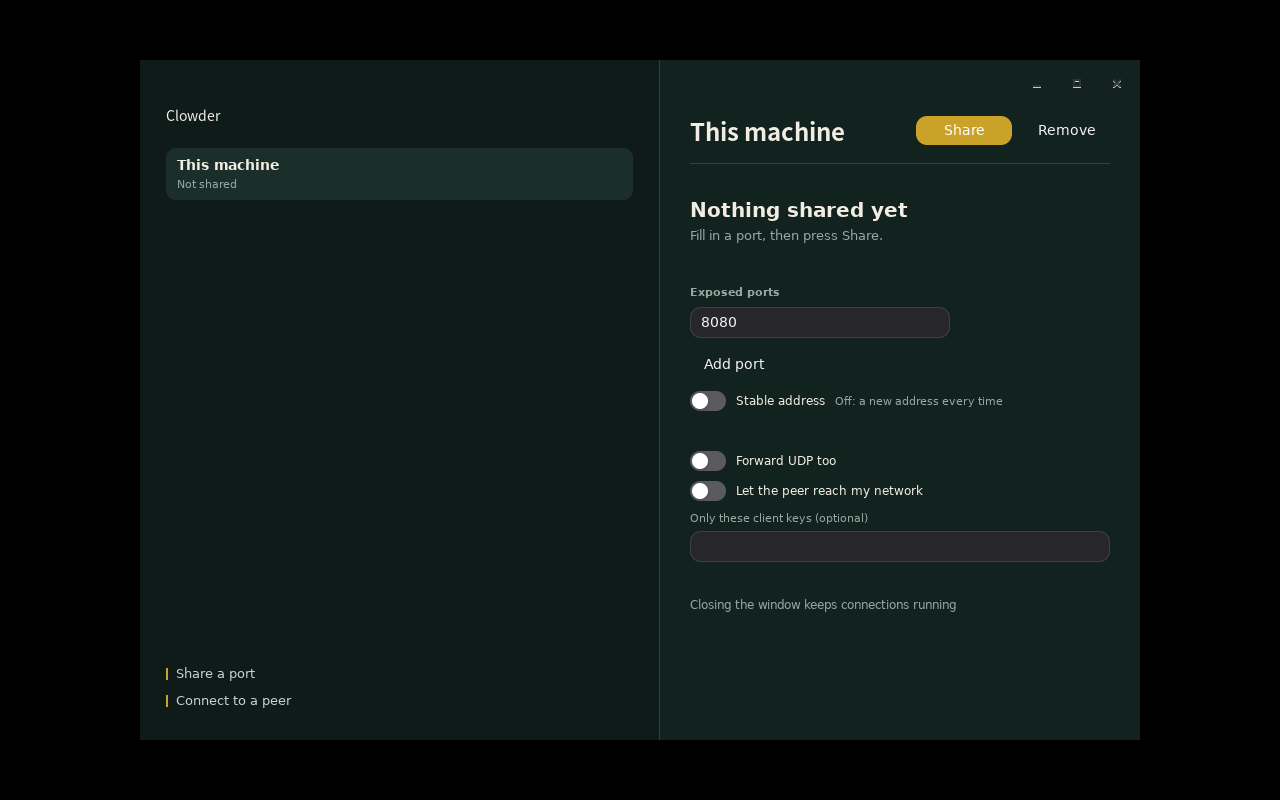 Clowder
This machine
Not shared
Share a port
Connect to a peer
This machine
Share
Remove
Nothing shared yet
Fill in a port, then press Share.
Exposed ports
8080
Add port
Stable address Off: a new address every time
Forward UDP too
Let the peer reach my network
Only these client keys (optional)
Closing the window keeps connections running